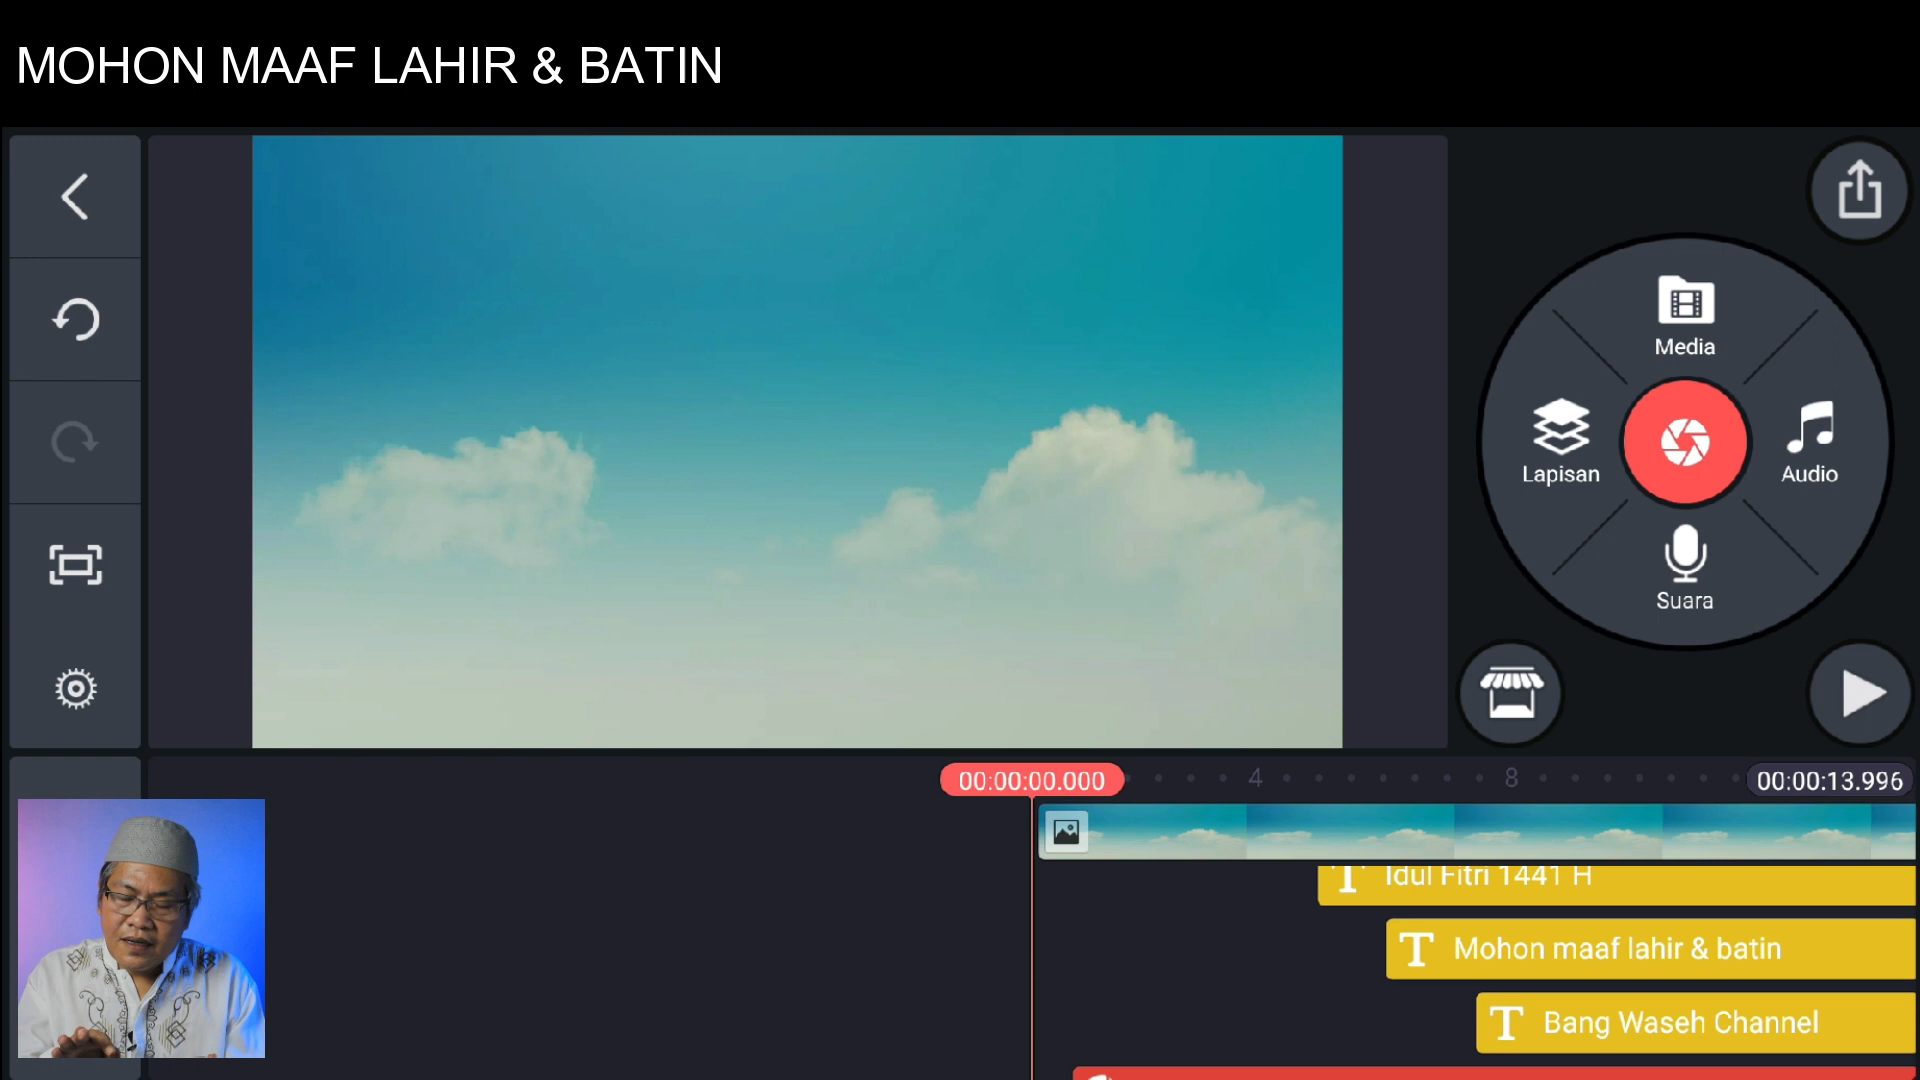 MOHON MAAF LAHIR & BATIN
Media
Lapisan
Audio
Suara
00:00:00.000
4
8
00:00:13.996
T Idul Fitri 1441 H
T Mohon maaf lahir & batin
T Bang Waseh Channel